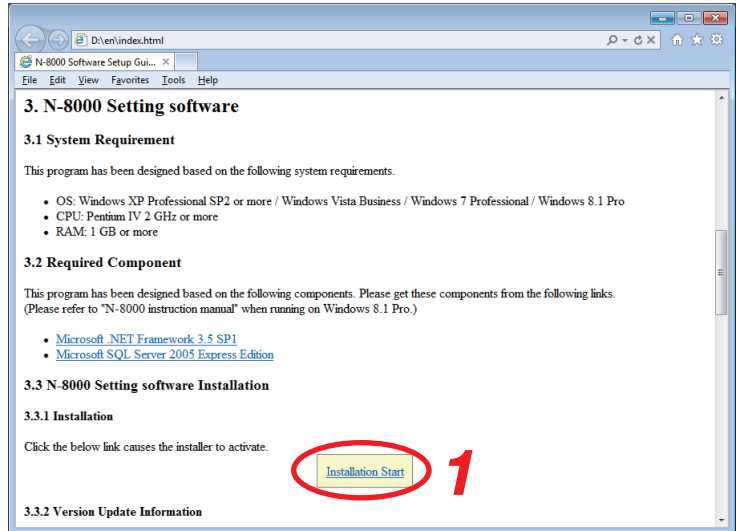 D:\en\index.html
N-8000 Software Setup Gui...
File Edit View Favorites Tools Help
3. N-8000 Setting software
3.1 System Requirement
This program has been designed based on the following system requirements.
• OS: Windows XP Professional SP2 or more / Windows Vista Business / Windows 7 Professional / Windows 8.1 Pro
• CPU: Pentium IV 2 GHz or more
• RAM: 1 GB or more
3.2 Required Component
This program has been designed based on the following components. Please get these components from the following links.
(Please refer to "N-8000 instruction manual" when running on Windows 8.1 Pro.)
• Microsoft .NET Framework 3.5 SP1
• Microsoft SQL Server 2005 Express Edition
3.3 N-8000 Setting software Installation
3.3.1 Installation
Click the below link causes the installer to activate.
Installation Start
1
3.3.2 Version Update Information